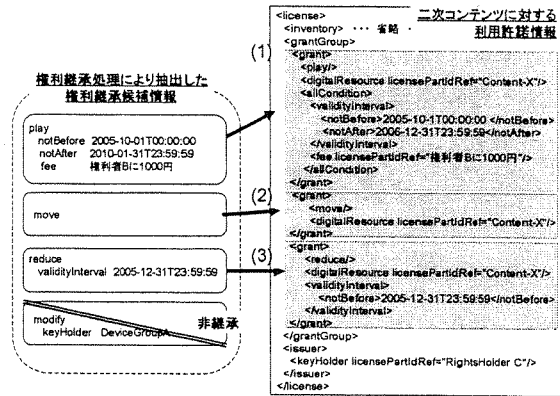 権利継承処理により抽出した
権利継承候補情報
play
notBefore 2005-10-01T00:00:00
notAfter 2010-01-31T23:59:59
fee 権利者Bに1000円
move
reduce
validityInterval 2005-12-31T23:59:59
modify
keyHolder DeviceGroupA
非継承
(1)
(2)
(3)
二次コンテンツに対する
利用許諾情報
<license>
<inventory> ・・・ 省略 ・
<grantGroup>
<grant>
<play/>
<digitalResource licensePartIdRef="Content-X"/>
<allCondition>
<validityInterval>
<notBefore>2005-10-1T00:00:00 </notBefore>
<notAfter>2006-12-31T23:59:59</notAfter>
</validityInterval>
<fee licensePartIdRef="権利者Bに1000円"/>
</allCondition>
</grant>
<grant>
<move/>
<digitalResource licensePartIdRef="Content-X"/>
</grant>
<grant>
<reduce/>
<digitalResource licensePartIdRef="Content-X"/>
<validityInterval>
<notBefore>2005-12-31T23:59:59</notBefore>
</validityInterval>
</grant>
</grantGroup>
<issuer>
<keyHolder licensePartIdRef="RightsHolder C"/>
</issuer>
</license>